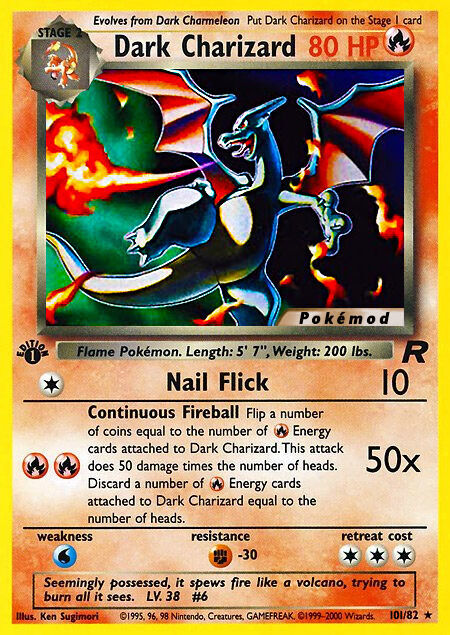 Evolves from Dark Charmeleon Put Dark Charizard on the Stage 1 card
STAGE 2
Dark Charizard 80 HP
Pokémod
EDITION
1
Flame Pokémon. Length: 5' 7", Weight: 200 lbs.
R
Nail Flick 10
Continuous Fireball Flip a number
of coins equal to the number of Energy
cards attached to Dark Charizard. This attack
does 50 damage times the number of heads.
Discard a number of Energy cards
attached to Dark Charizard equal to the
number of heads.
50x
weakness resistance retreat cost
-30
Seemingly possessed, it spews fire like a volcano, trying to
burn all it sees. LV. 38 #6
Illus. Ken Sugimori ©1995, 96, 98 Nintendo, Creatures, GAMEFREAK. ©1999-2000 Wizards. 101/82